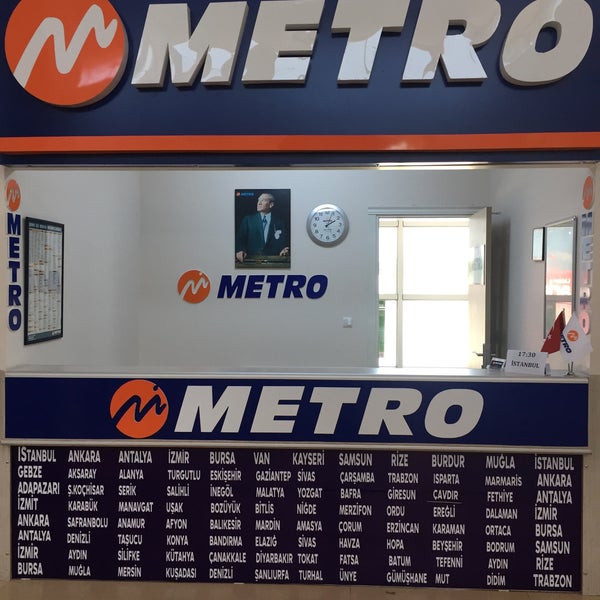 METRO
METRO
METRO
METRO
METRO
17:30
İSTANBUL
METRO
İSTANBUL ANKARA ANTALYA İZMİR BURSA VAN KAYSERİ SAMSUN RİZE BURDUR MUĞLA İSTANBUL
GEBZE AKSARAY ALANYA TURGUTLU ESKİŞEHİR GAZİANTEP SİVAS ÇARŞAMBA TRABZON ISPARTA MARMARİS ANKARA
ADAPAZARI Ş.KOÇHİSAR SERİK SALİHLİ İNEGÖL MALATYA YOZGAT BAFRA GİRESUN ÇAVDIR FETHİYE ANTALYA
İZMİT KARABÜK MANAVGAT UŞAK BOZÜYÜK BİTLİS NİĞDE MERZİFON ORDU EREĞLİ DALAMAN İZMİR
ANKARA SAFRANBOLU ANAMUR AFYON BALIKESİR MARDİN AMASYA ÇORUM ERZİNCAN KARAMAN ORTACA BURSA
ANTALYA DENİZLİ TAŞUCU KONYA BANDIRMA ELAZIĞ SİVAS HAVZA HOPA BEYŞEHİR BODRUM SAMSUN
İZMİR AYDIN SİLİFKE KÜTAHYA ÇANAKKALE DİYARBAKIR TOKAT FATSA BATUM TEFENNİ AYDIN RİZE
BURSA MUĞLA MERSİN KUŞADASI DENİZLİ ŞANLIURFA TURHAL ÜNYE GÜMÜŞHANE MUT DİDİM TRABZON